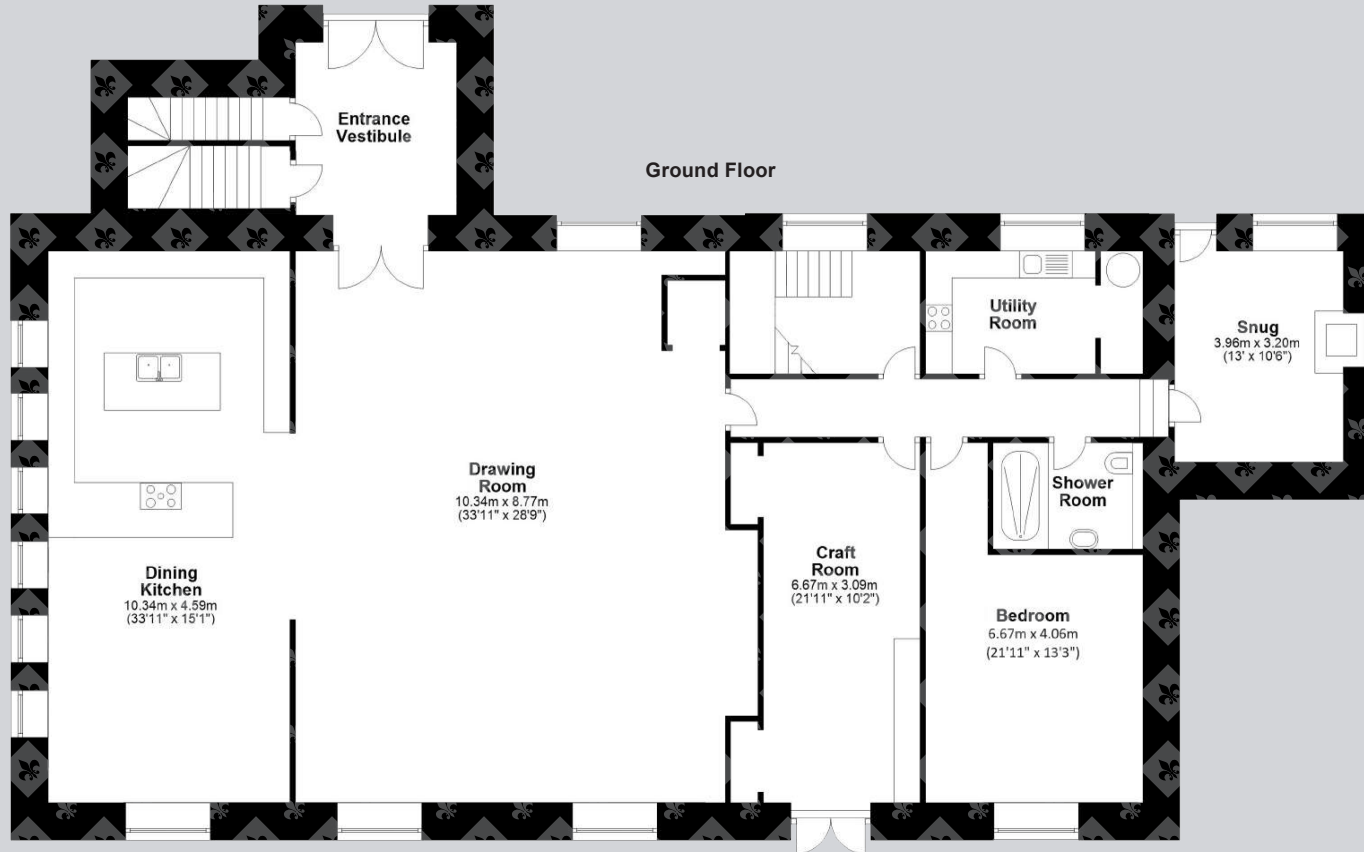 Ground Floor
Entrance
Vestibule
Utility
Room
Snug
3.96m x 3.20m
(13' x 10'6")
Drawing
Room
10.34m x 8.77m
(33'11" x 28'9")
Shower
Room
Craft
Room
6.67m x 3.09m
(21'11" x 10'2")
Dining
Kitchen
10.34m x 4.59m
(33'11" x 15'1")
Bedroom
6.67m x 4.06m
(21'11" x 13'3")